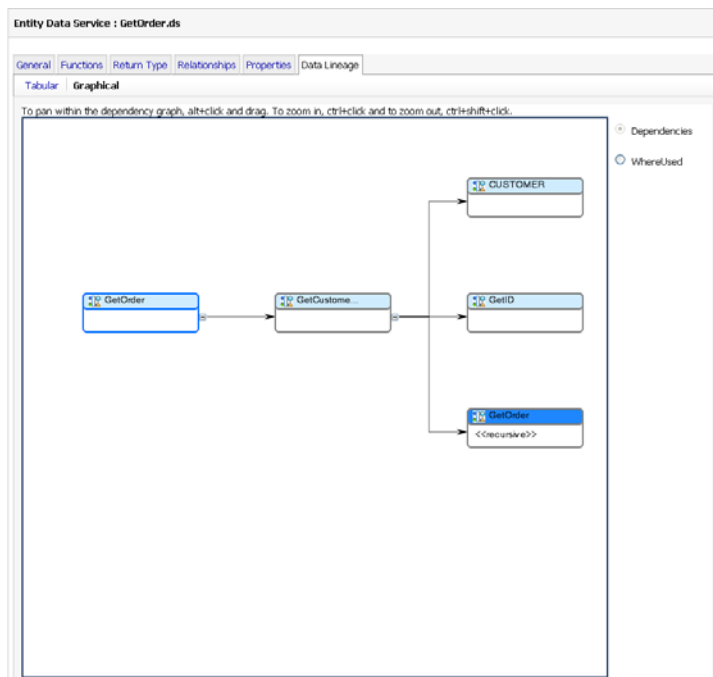 Entity Data Service : GetOrder.ds
General Functions Return Type Relationships Properties Data Lineage
Tabular Graphical
To pan within the dependency graph, alt+click and drag. To zoom in, ctrl+click and to zoom out, ctrl+shift+click.
Dependencies
WhereUsed
CUSTOMER
GetOrder
GetCustome...
GetID
GetOrder
<<recursive>>